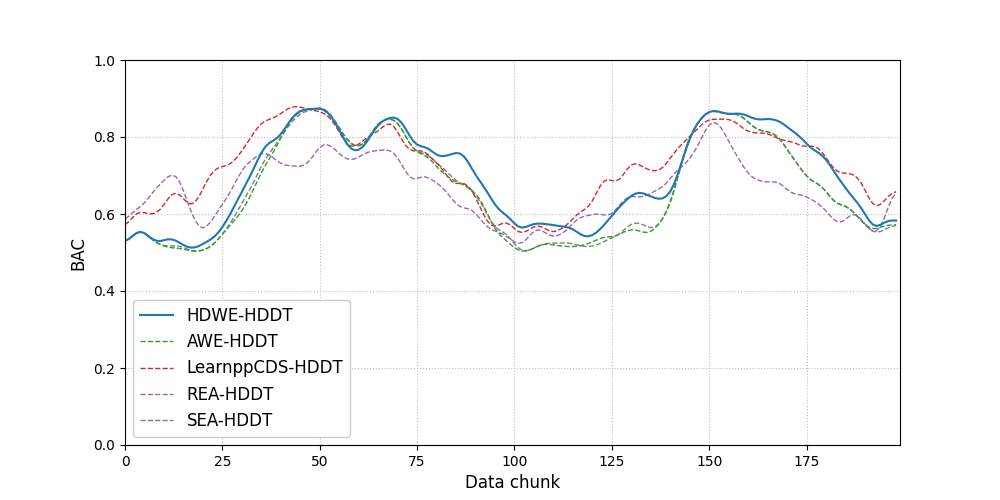 1.0
0.8
0.6
0.4
0.2
0.0
BAC
HDWE-HDDT
AWE-HDDT
LearnppCDS-HDDT
REA-HDDT
SEA-HDDT
0 25 50 75 100 125 150 175
Data chunk